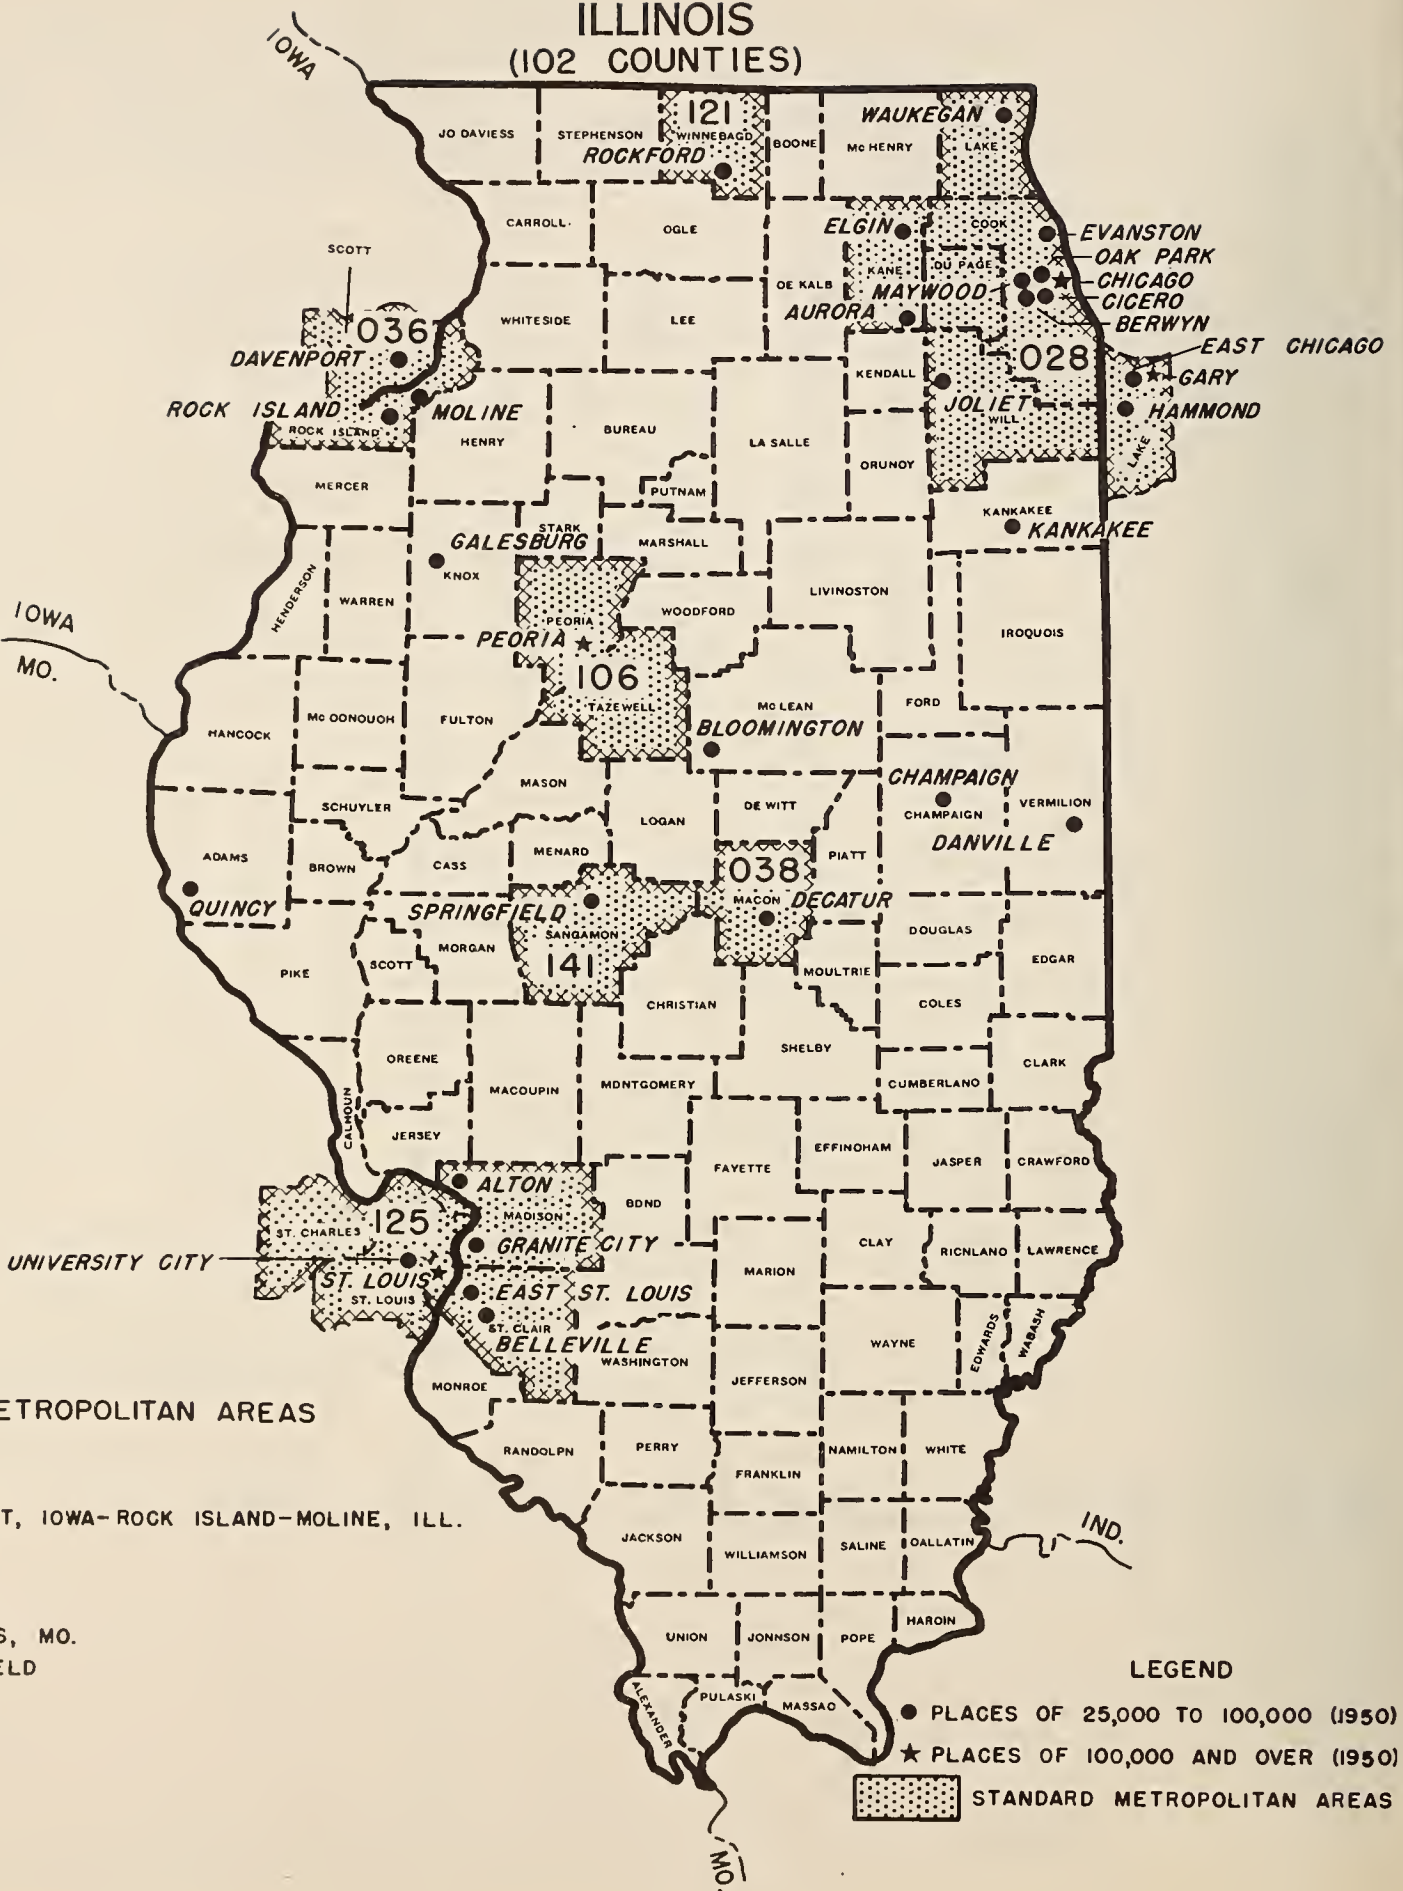 ILLINOIS
(102 COUNTIES)
IOWA
JO DAVIESS
STEPHENSON
121
WINNEBAGO
ROCKFORD
BOONE
Mc HENRY
WAUKEGAN
LAKE
CARROLL
OGLE
ELGIN
COOK
EVANSTON
OAK PARK
SCOTT
KANE
DU PAGE
DE KALB
MAYWOOD
CHICAGO
CICERO
AURORA
BERWYN
036
WHITESIDE
LEE
DAVENPORT
028
EAST CHICAGO
KENDALL
GARY
ROCK ISLAND
MOLINE
JOLIET
HAMMOND
ROCK ISLAND
HENRY
BUREAU
LA SALLE
WILL
LAKE
ORUNOY
MERCER
PUTNAM
KANKAKEE
KANKAKEE
STARK
GALESBURG
MARSHALL
KNOX
HENDERSON
WARREN
LIVINOSTON
WOODFORD
IOWA
MO.
PEORIA
PEORIA
IROQUOIS
106
TAZEWELL
Mc LEAN
FORD
HANCOCK
Mc DONOUOH
FULTON
BLOOMINGTON
MASON
CHAMPAIGN
SCHUYLER
DE WITT
CHAMPAIGN
VERMILION
LOGAN
DANVILLE
ADAMS
BROWN
CASS
MENARD
PIATT
038
QUINCY
SPRINGFIELD
MACON
DECATUR
SANGAMON
DOUGLAS
MORGAN
141
PIKE
SCOTT
MOULTRIE
EDGAR
CHRISTIAN
COLES
SHELBY
OREENE
CLARK
MACOUPIN
MONTGOMERY
CUMBERLANO
CALHOUN
JERSEY
EFFINOHAM
FAYETTE
JASPER
CRAWFORD
ALTON
MADISON
BOND
125
ST. CHARLES
UNIVERSITY CITY
GRANITE CITY
CLAY
RICHLANO
LAWRENCE
MARION
ST. LOUIS
ST. LOUIS
EAST ST. LOUIS
ST. CLAIR
BELLEVILLE
WASHINGTON
WAYNE
EDWARDS
WABASH
MONROE
JEFFERSON
ETROPOLITAN AREAS
RANDOLPH
PERRY
HAMILTON
WHITE
FRANKLIN
T, IOWA-ROCK ISLAND-MOLINE, ILL.
JACKSON
WILLIAMSON
SALINE
OALLATIN
IND.
S, MO.
ELD
UNION
JOHNSON
POPE
HAROIN
ALEXANDER
PULASKI
MASSAC
LEGEND
PLACES OF 25,000 TO 100,000 (1950)
PLACES OF 100,000 AND OVER (1950)
STANDARD METROPOLITAN AREAS
MO.